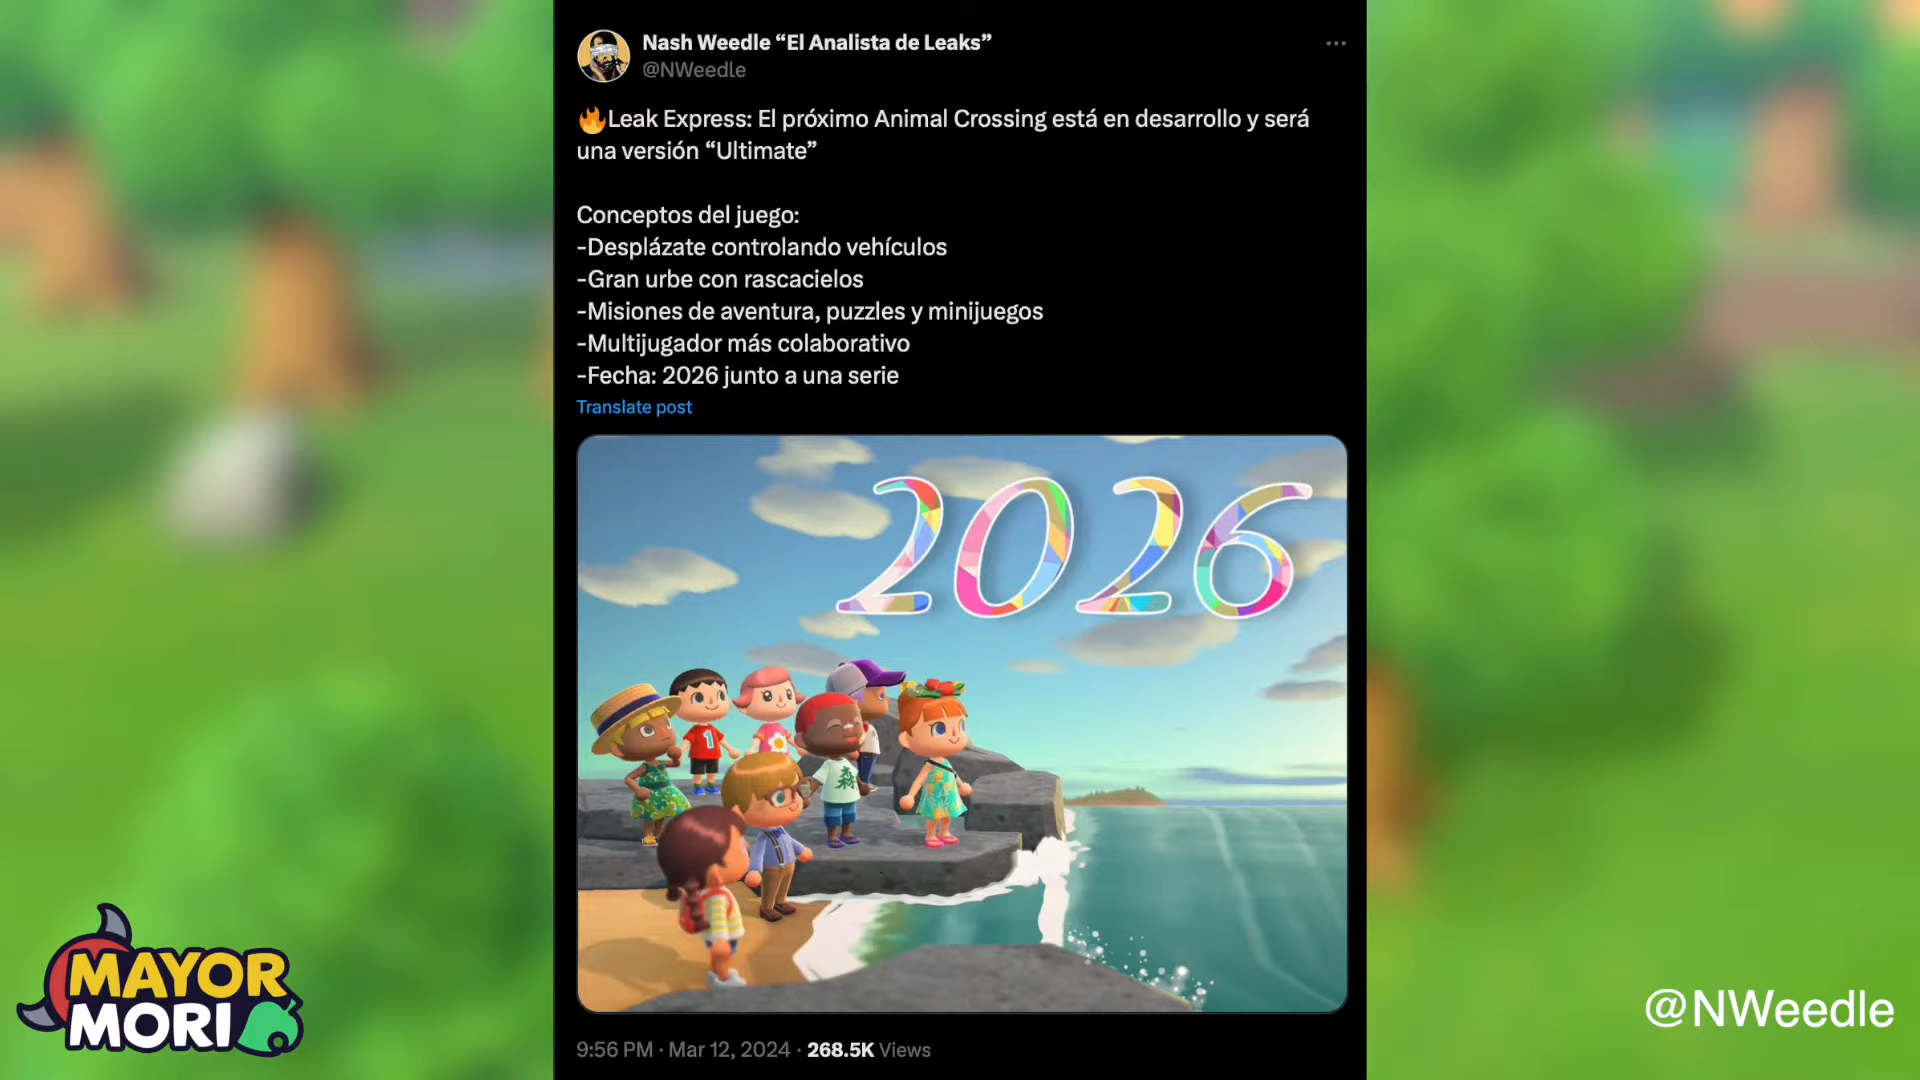 Nash Weedle “El Analista de Leaks”
@NWeedle
🔥Leak Express: El próximo Animal Crossing está en desarrollo y será
una versión “Ultimate”
Conceptos del juego:
-Desplázate controlando vehículos
-Gran urbe con rascacielos
-Misiones de aventura, puzzles y minijuegos
-Multijugador más colaborativo
-Fecha: 2026 junto a una serie
Translate post
2026
1
9:56 PM · Mar 12, 2024 · 268.5K Views
MAYOR
MORI
@NWeedle